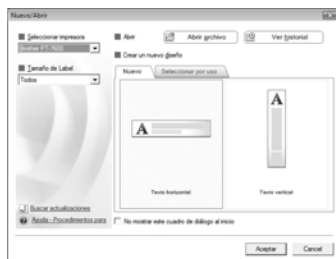 Nuevo/Abrir
Seleccionar impresora
Brother PT-7600
Tamaño de Label
Todos
Abrir
Abrir archivo
Ver historial
Crear un nuevo diseño
Nuevo
Seleccionar por uso
A
A
Texto horizontal
Texto vertical
Buscar actualizaciones
Ayuda - Procedimientos para
No mostrar este cuadro de diálogo al inicio
Aceptar
Cancel